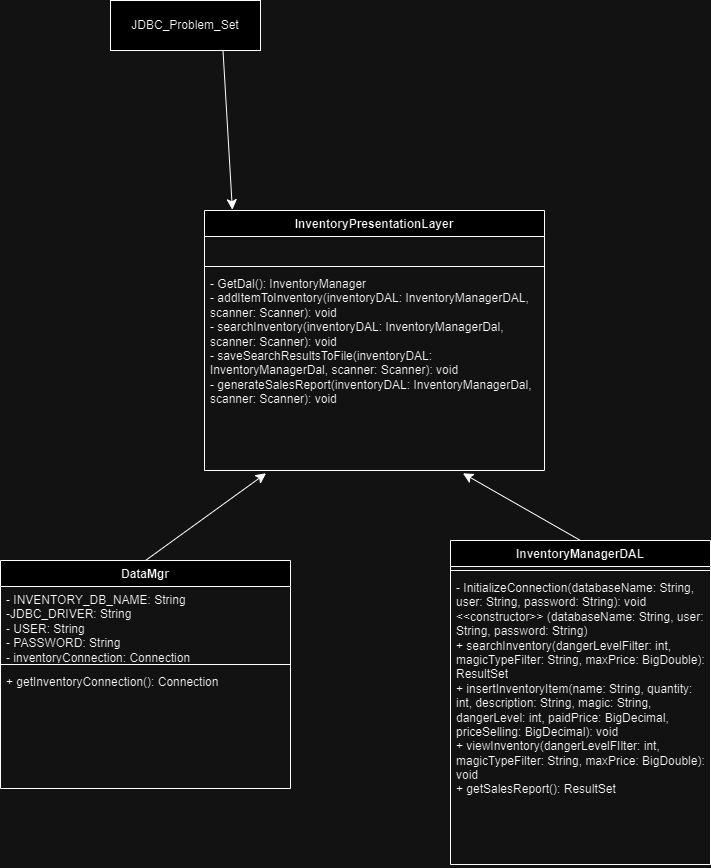 JDBC_Problem_Set
InventoryPresentationLayer
- GetDal(): InventoryManager
- addItemToInventory(inventoryDAL: InventoryManagerDAL,
scanner: Scanner): void
- searchInventory(inventoryDAL: InventoryManagerDal,
scanner: Scanner): void
- saveSearchResultsToFile(inventoryDAL:
InventoryManagerDal, scanner: Scanner): void
- generateSalesReport(inventoryDAL: InventoryManagerDal,
scanner: Scanner): void
DataMgr
- INVENTORY_DB_NAME: String
-JDBC_DRIVER: String
- USER: String
- PASSWORD: String
- inventoryConnection: Connection
+ getInventoryConnection(): Connection
InventoryManagerDAL
- InitializeConnection(databaseName: String,
user: String, password: String): void
<<constructor>> (databaseName: String, user:
String, password: String)
+ searchInventory(dangerLevelFilter: int,
magicTypeFilter: String, maxPrice: BigDouble):
ResultSet
+ insertInventoryItem(name: String, quantity:
int, description: String, magic: String,
dangerLevel: int, paidPrice: BigDecimal,
priceSelling: BigDecimal): void
+ viewInventory(dangerLevelFIlter: int,
magicTypeFilter: String, maxPrice: BigDouble):
void
+ getSalesReport(): ResultSet